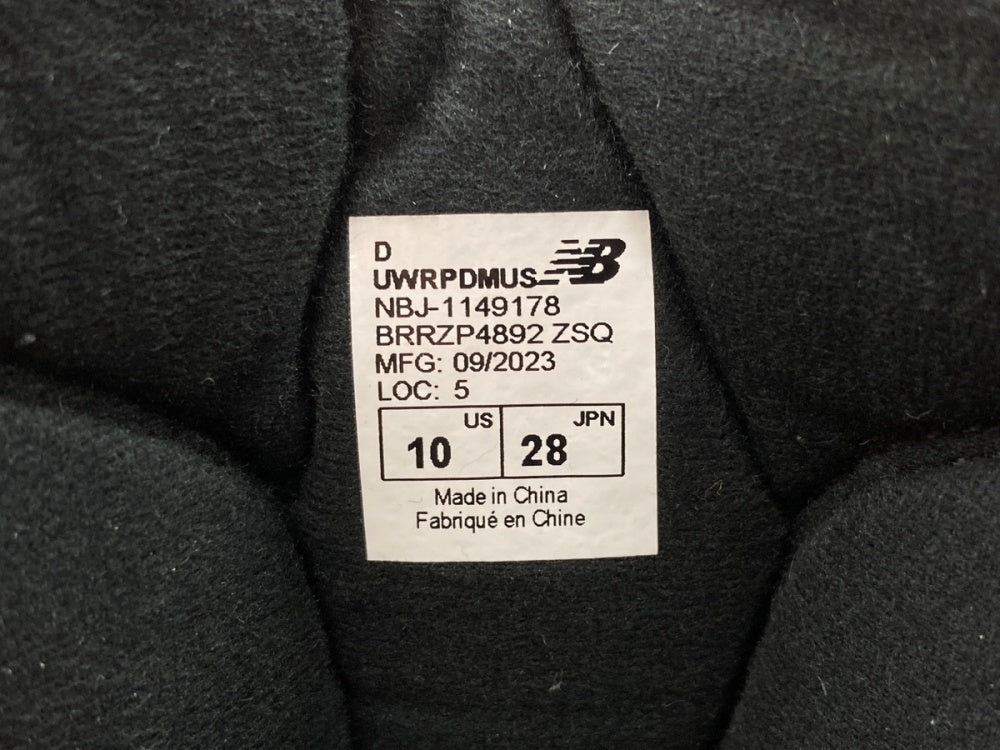 D
UWRPDMUS
NB
NBJ-1149178
BRRZP4892 ZSQ
MFG: 09/2023
LOC: 5
US
JPN
10
28
Made in China
Fabriqué en Chine